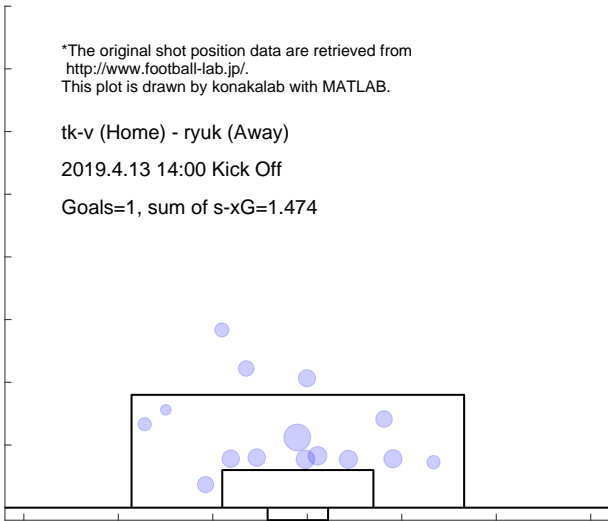 *The original shot position data are retrieved from
http://www.football-lab.jp/.
This plot is drawn by konakalab with MATLAB.
tk-v (Home) - ryuk (Away)
2019.4.13 14:00 Kick Off
Goals=1, sum of s-xG=1.474